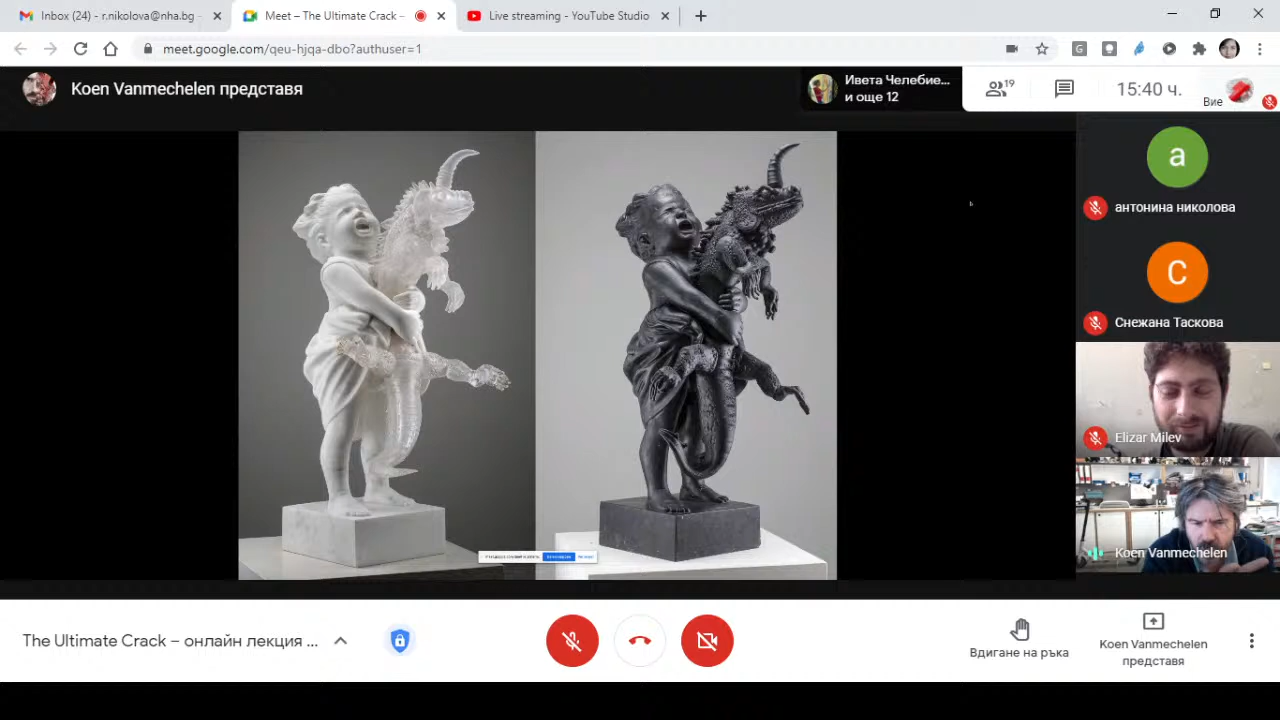 Inbox (24) - r.nikolova@nha.bg -
Meet – The Ultimate Crack –
Live streaming - YouTube Studio
meet.google.com/qeu-hjqa-dbo?authuser=1
Koen Vanmechelen представя
Ивета Челебие...
и още 12
19
15:40 ч.
Вие
a
антонина николова
С
Снежана Таскова
Elizar Milev
Koen Vanmechelen
The Ultimate Crack – онлайн лекция ...
Вдигане на ръка
Koen Vanmechelen
представя